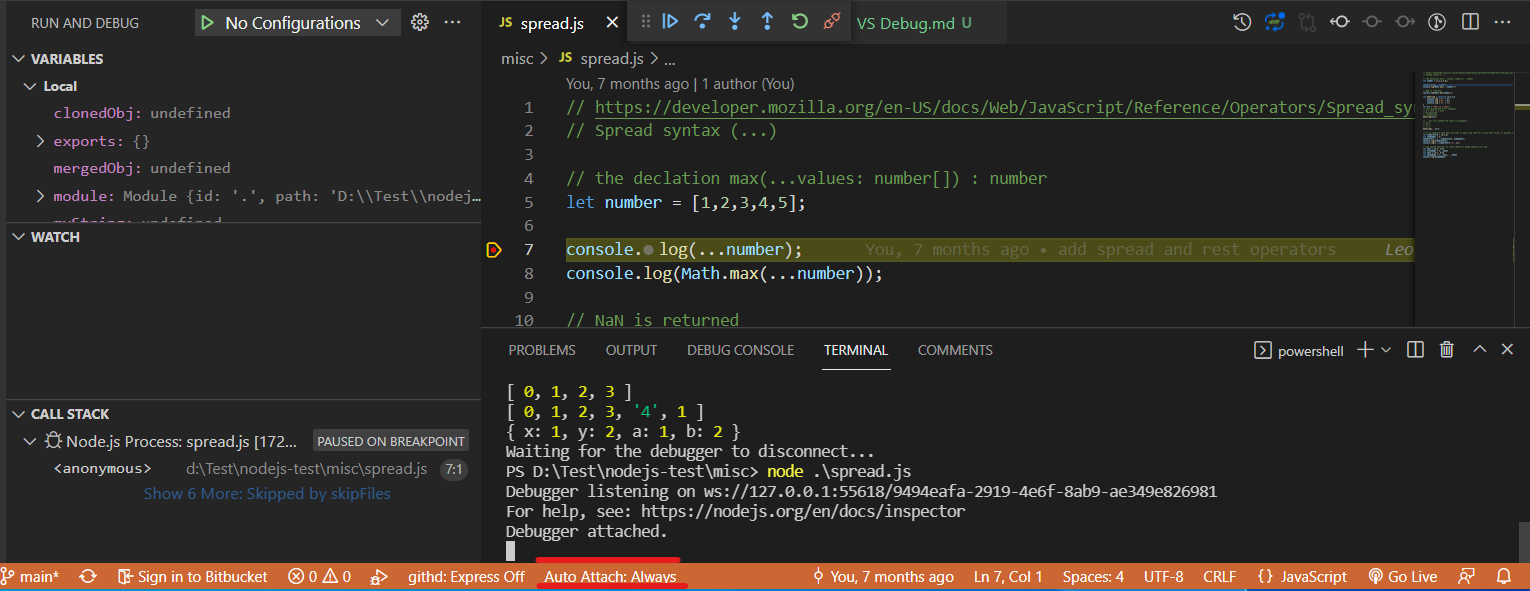 RUN AND DEBUG
No Configurations
VARIABLES
Local
clonedObj: undefined
exports: {}
mergedObj: undefined
module: Module {id: '.', path: 'D:\\Test\\nodej…
WATCH
CALL STACK
Node.js Process: spread.js [172...
PAUSED ON BREAKPOINT
<anonymous> d:\Test\nodejs-test\misc\spread.js 7:1
Show 6 More: Skipped by skipFiles
JS spread.js
VS Debug.md U
misc > JS spread.js > ...
You, 7 months ago | 1 author (You)
1 // https://developer.mozilla.org/en-US/docs/Web/JavaScript/Reference/Operators/Spread_sy
2 // Spread syntax (...)
3
4 // the declation max(...values: number[]) : number
5 let number = [1,2,3,4,5];
6
7 console.log(...number); You, 7 months ago • add spread and rest operators Leo
8 console.log(Math.max(...number));
9
10 // NaN is returned
PROBLEMS OUTPUT DEBUG CONSOLE TERMINAL COMMENTS
powershell
[ 0, 1, 2, 3 ]
[ 0, 1, 2, 3, '4', 1 ]
{ x: 1, y: 2, a: 1, b: 2 }
Waiting for the debugger to disconnect...
PS D:\Test\nodejs-test\misc> node .\spread.js
Debugger listening on ws://127.0.0.1:55618/9494eafa-2919-4e6f-8ab9-ae349e826981
For help, see: https://nodejs.org/en/docs/inspector
Debugger attached.
main* Sign in to Bitbucket 0 0 githd: Express Off Auto Attach: Always You, 7 months ago Ln 7, Col 1 Spaces: 4 UTF-8 CRLF {} JavaScript Go Live